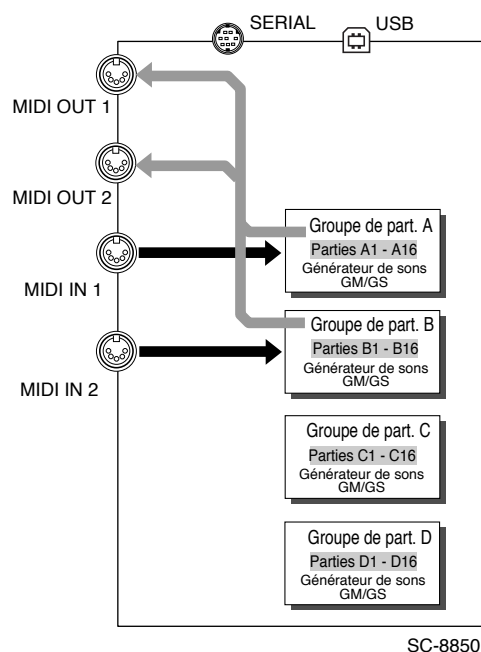 SERIAL
USB
MIDI OUT 1
MIDI OUT 2
MIDI IN 1
MIDI IN 2
Groupe de part. A
Parties A1 - A16
Générateur de sons
GM/GS
Groupe de part. B
Parties B1 - B16
Générateur de sons
GM/GS
Groupe de part. C
Parties C1 - C16
Générateur de sons
GM/GS
Groupe de part. D
Parties D1 - D16
Générateur de sons
GM/GS
SC-8850